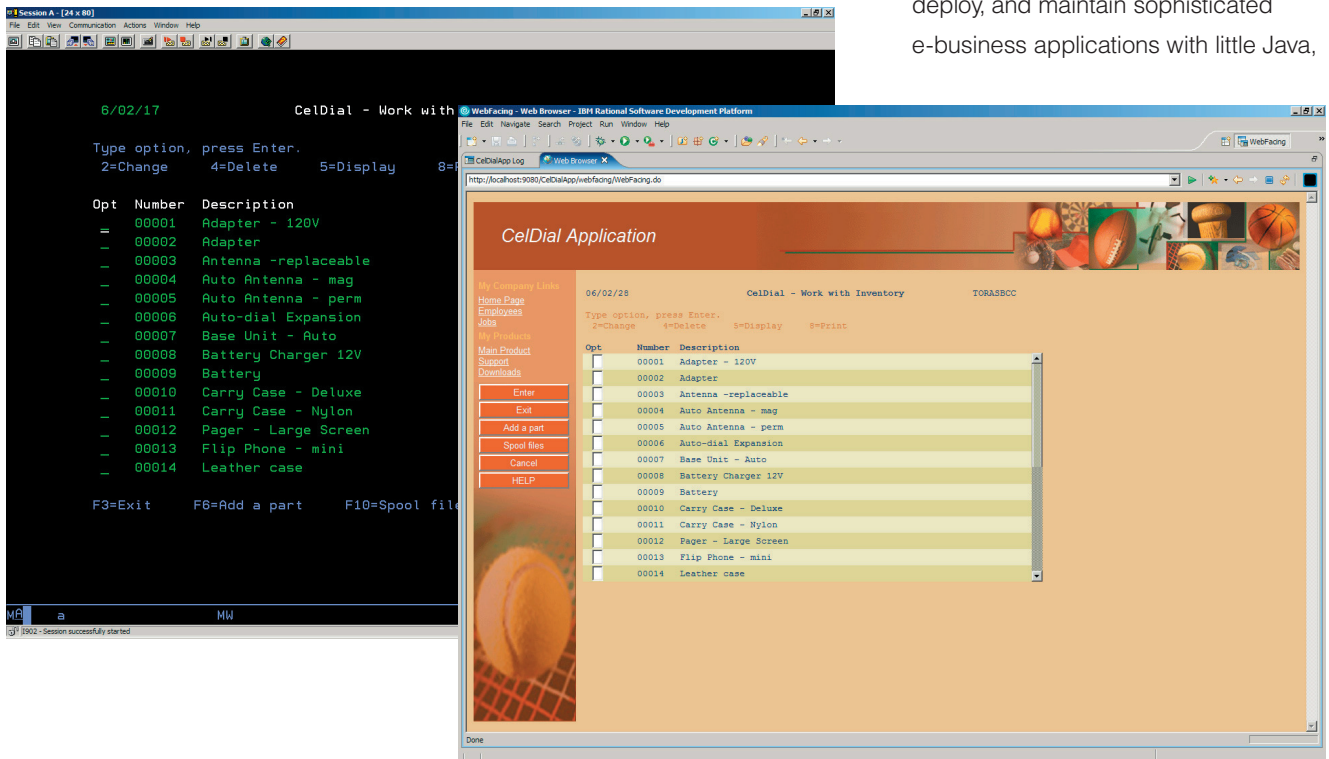 deploy, and maintain sophisticated
e-business applications with little Java,
Session A - [24 x 80]
File Edit View Communication Actions Window Help
6/02/17 CelDial - Work with
Type option, press Enter.
2=Change 4=Delete 5=Display 8=
Opt Number Description
_ 00001 Adapter - 120V
_ 00002 Adapter
_ 00003 Antenna -replaceable
_ 00004 Auto Antenna - mag
_ 00005 Auto Antenna - perm
_ 00006 Auto-dial Expansion
_ 00007 Base Unit - Auto
_ 00008 Battery Charger 12V
_ 00009 Battery
_ 00010 Carry Case - Deluxe
_ 00011 Carry Case - Nylon
_ 00012 Pager - Large Screen
_ 00013 Flip Phone - mini
_ 00014 Leather case
F3=Exit F6=Add a part F10=Spool file
MA a MW
I902 - Session successfully started
WebFacing - Web Browser - IBM Rational Software Development Platform
File Edit Navigate Search Project Run Window Help
WebFacing
CelDialApp Log Web Browser
http://localhost:9080/CelDialApp/webfacing/WebFacing.do
CelDial Application
My Company Links
Home Page
Employees
Jobs
My Products
Main Product
Support
Downloads
Enter
Exit
Add a part
Spool files
Cancel
HELP
06/02/28 CelDial - Work with Inventory TORASBCC
Type option, press Enter.
2=Change 4=Delete 5=Display 8=Print
Opt Number Description
00001 Adapter - 120V
00002 Adapter
00003 Antenna -replaceable
00004 Auto Antenna - mag
00005 Auto Antenna - perm
00006 Auto-dial Expansion
00007 Base Unit - Auto
00008 Battery Charger 12V
00009 Battery
00010 Carry Case - Deluxe
00011 Carry Case - Nylon
00012 Pager - Large Screen
00013 Flip Phone - mini
00014 Leather case
Done